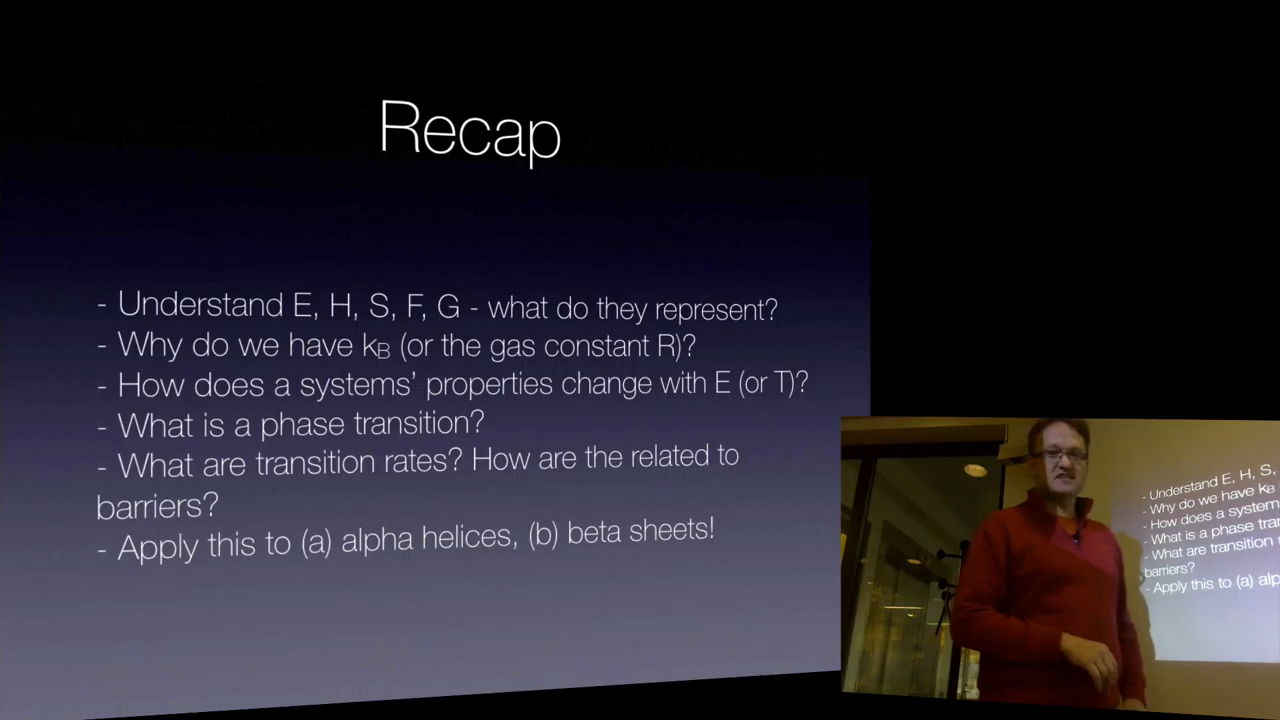 Recap
- Understand E, H, S, F, G - what do they represent?
- Why do we have kB (or the gas constant R)?
- How does a systems’ properties change with E (or T)?
- What is a phase transition?
- What are transition rates? How are the related to
barriers?
- Apply this to (a) alpha helices, (b) beta sheets!
- Understand E, H, S,
- Why do we have kB
- How does a system
- What is a phase tra
- What are transition
barriers?
- Apply this to (a) alp